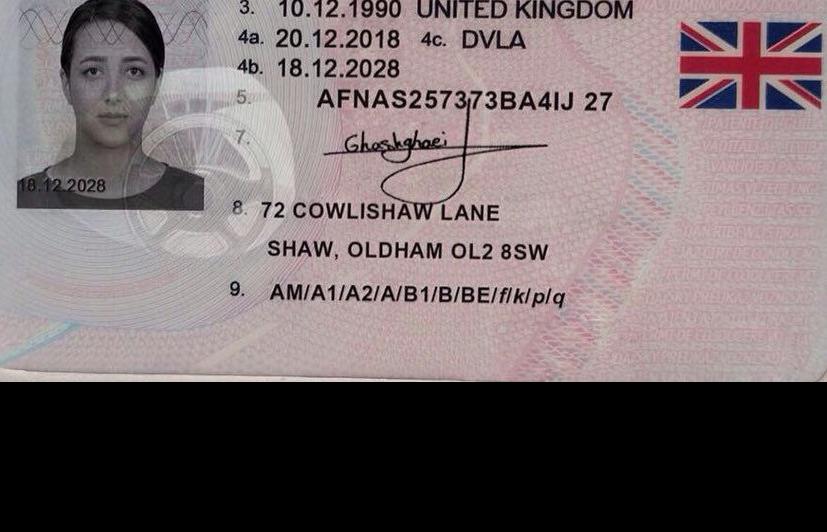 3. 10.12.1990 UNITED KINGDOM
4a. 20.12.2018 4c. DVLA
4b. 18.12.2028
5. AFNAS257373BA4IJ 27
7. Ghashghaei
18.12.2028
8. 72 COWLISHAW LANE
SHAW, OLDHAM OL2 8SW
9. AM/A1/A2/A/B1/B/BE/f/k/p/q